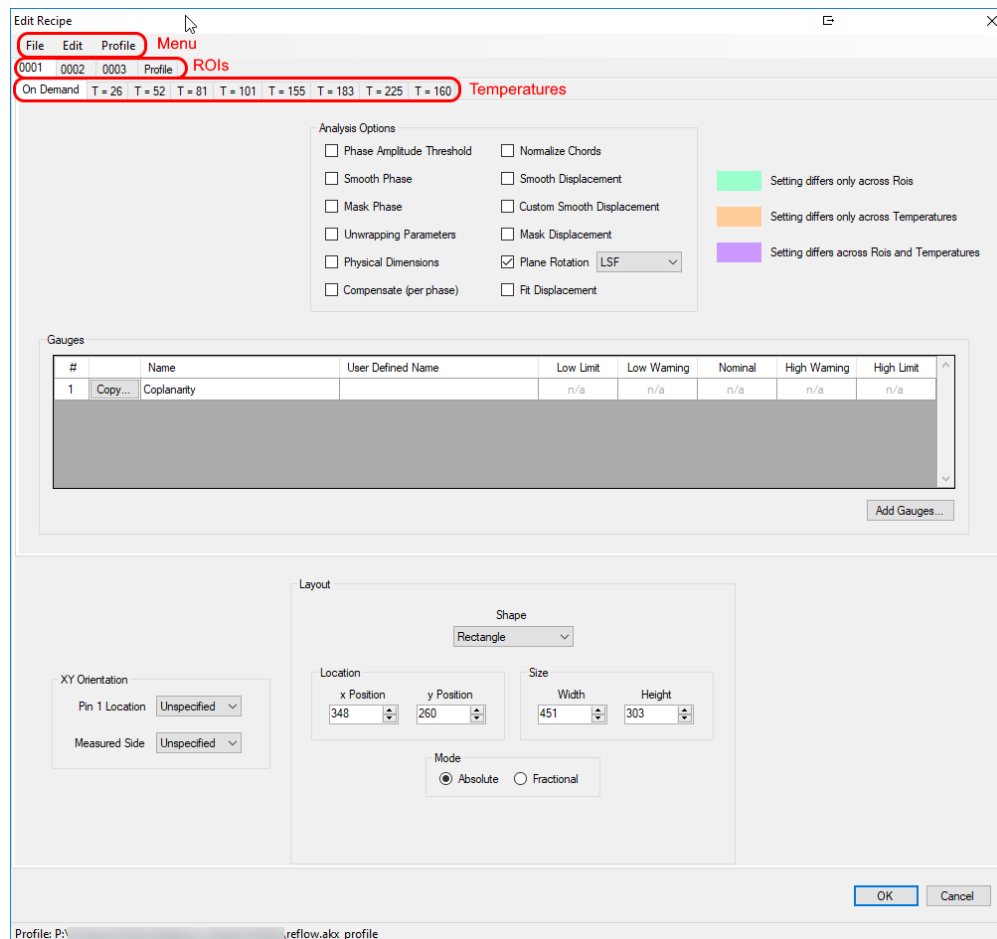 Edit Recipe
File Edit Profile Menu
0001 0002 0003 Profile ROIs
On Demand T = 26 T = 52 T = 81 T = 101 T = 155 T = 183 T = 225 T = 160 Temperatures
Analysis Options
Phase Amplitude Threshold Normalize Chords
Smooth Phase Smooth Displacement
Setting differs only across Rois
Mask Phase Custom Smooth Displacement
Setting differs only across Temperatures
Unwrapping Parameters Mask Displacement
Setting differs across Rois and Temperatures
Physical Dimensions Plane Rotation LSF
Compensate (per phase) Fit Displacement
Gauges
# Name User Defined Name Low Limit Low Warning Nominal High Warning High Limit
1 Copy... Coplanarity n/a n/a n/a n/a n/a
Add Gauges...
Layout
Shape
Rectangle
XY Orientation
Pin 1 Location Unspecified
Measured Side Unspecified
Location
x Position y Position
348 260
Size
Width Height
451 303
Mode
Absolute Fractional
OK Cancel
Profile: P:\ reflow.akx_profile